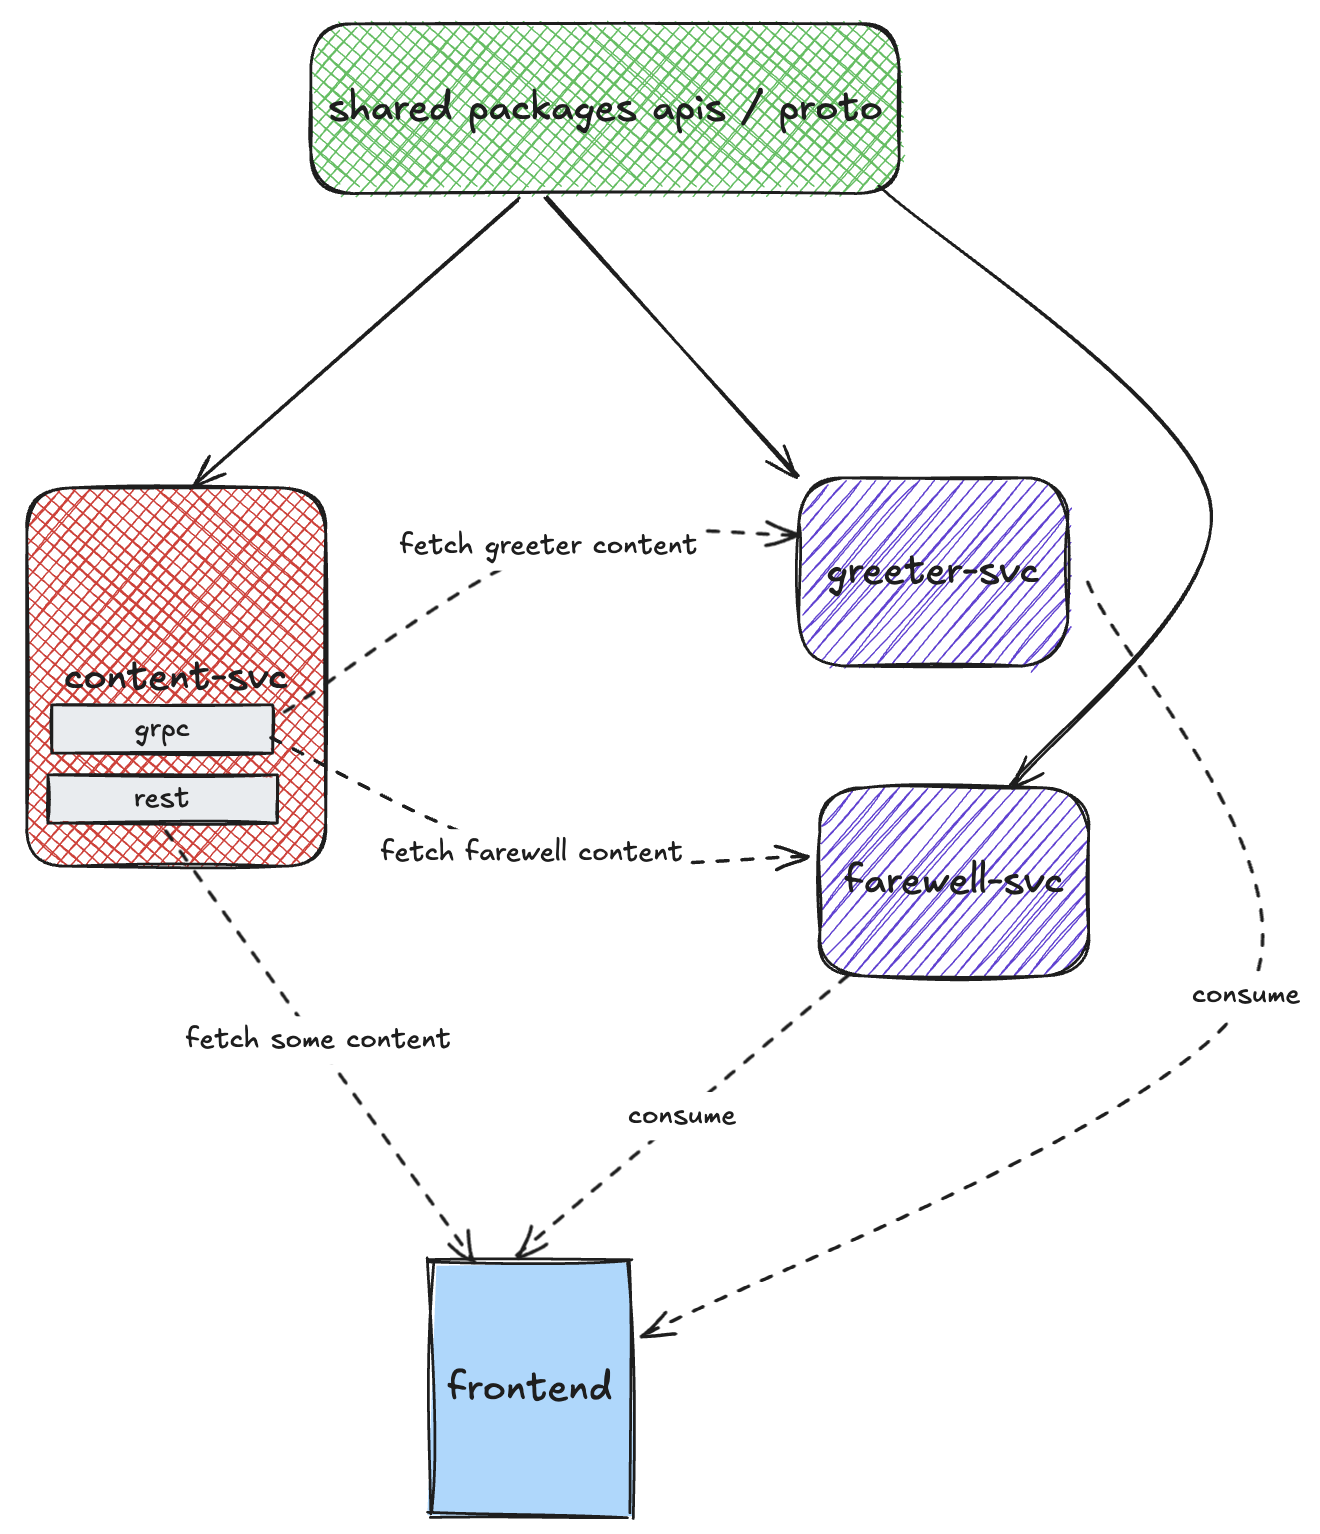 shared packages apis / proto
fetch greeter content
greeter-svc
content-svc
grpc
rest
fetch farewell content
farewell-svc
consume
fetch some content
consume
frontend